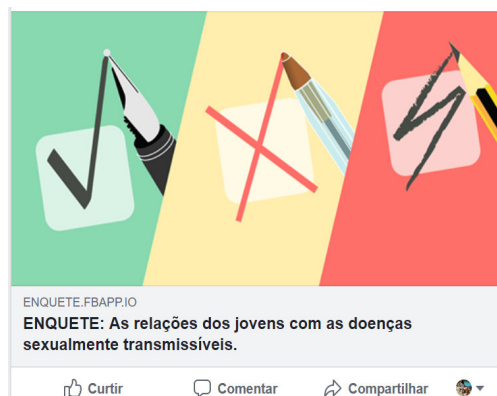 ENQUETE.FBAPP.IO
ENQUETE: As relações dos jovens com as doenças
sexualmente transmissíveis.
Curtir Comentar Compartilhar